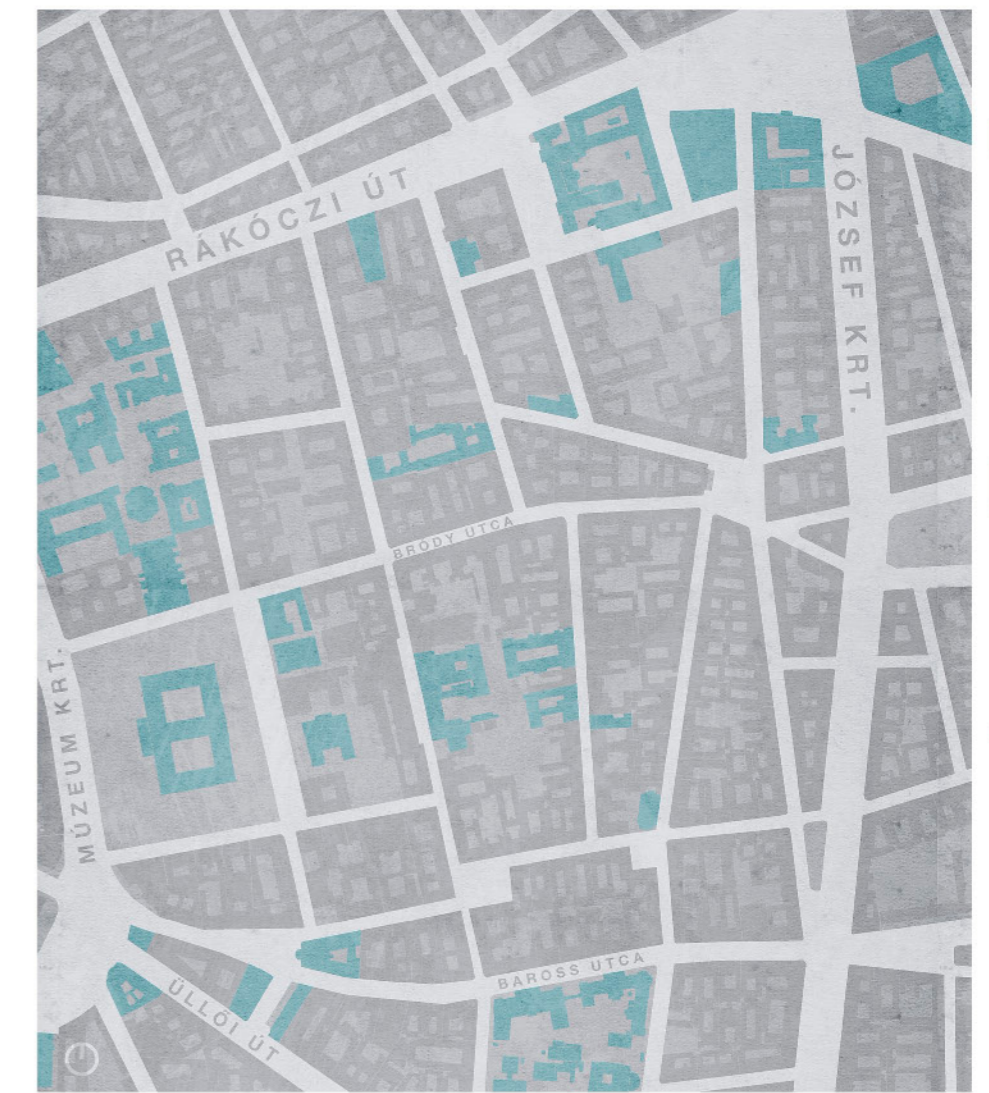 RÁKÓCZI ÚT
JÓZSEF KRT.
BRÓDY UTCA
MÚZEUM KRT.
BAROSS UTCA
ÜLLŐI ÚT